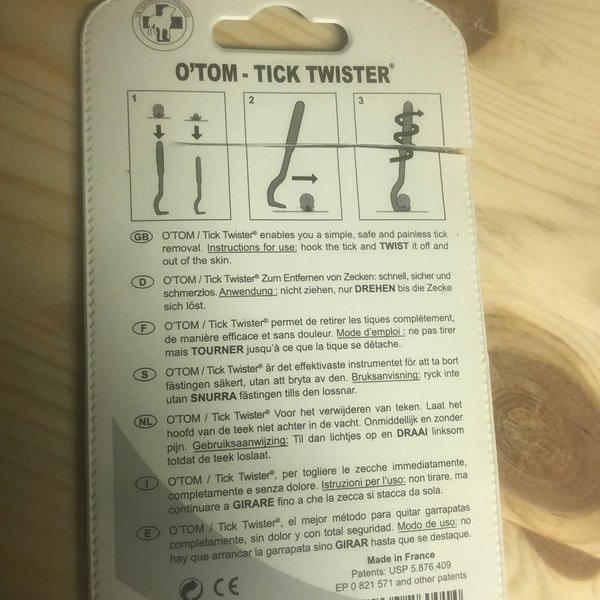 O'TOM - TICK TWISTER®
1 2 3
GB O'TOM / Tick Twister® enables you a simple, safe and painless tick
removal. Instructions for use: hook the tick and TWIST it off and
out of the skin.
D O'TOM / Tick Twister® Zum Entfernen von Zecken: schnell, sicher und
schmerzlos. Anwendung : nicht ziehen, nur DREHEN bis die Zecke
sich löst.
F O'TOM / Tick Twister® permet de retirer les tiques complètement,
de manière efficace et sans douleur. Mode d'emploi : ne pas tirer
mais TOURNER jusqu'à ce que la tique se détache.
S O'TOM / Tick Twister® är det effektivaste instrumentet för att ta bort
fästingen säkert, utan att bryta av den. Bruksanvisning: ryck inte
utan SNURRA fästingen tills den lossnar.
NL O'TOM / Tick Twister® Voor het verwijderen van teken. Laat het
hoofd van de teek niet achter in de vacht. Onmiddellijk en zonder
pijn. Gebruiksaanwijzing: Til dan lichtjes op en DRAAI linksom
totdat de teek loslaat.
I O'TOM / Tick Twister®, per togliere le zecche immediatamente,
completamente e senza dolore. Istruzioni per l'uso: non tirare, ma
continuare a GIRARE fino a che la zecca si stacca da sola.
E O'TOM / Tick Twister®, el mejor método para quitar garrapatas
completamente, sin dolor y con total seguridad. Modo de uso: no
hay que arrancar la garrapata sino GIRAR hasta que se destaque.
Made in France
Patents: USP 5.876.409
EP 0 821 571 and other patents
CE